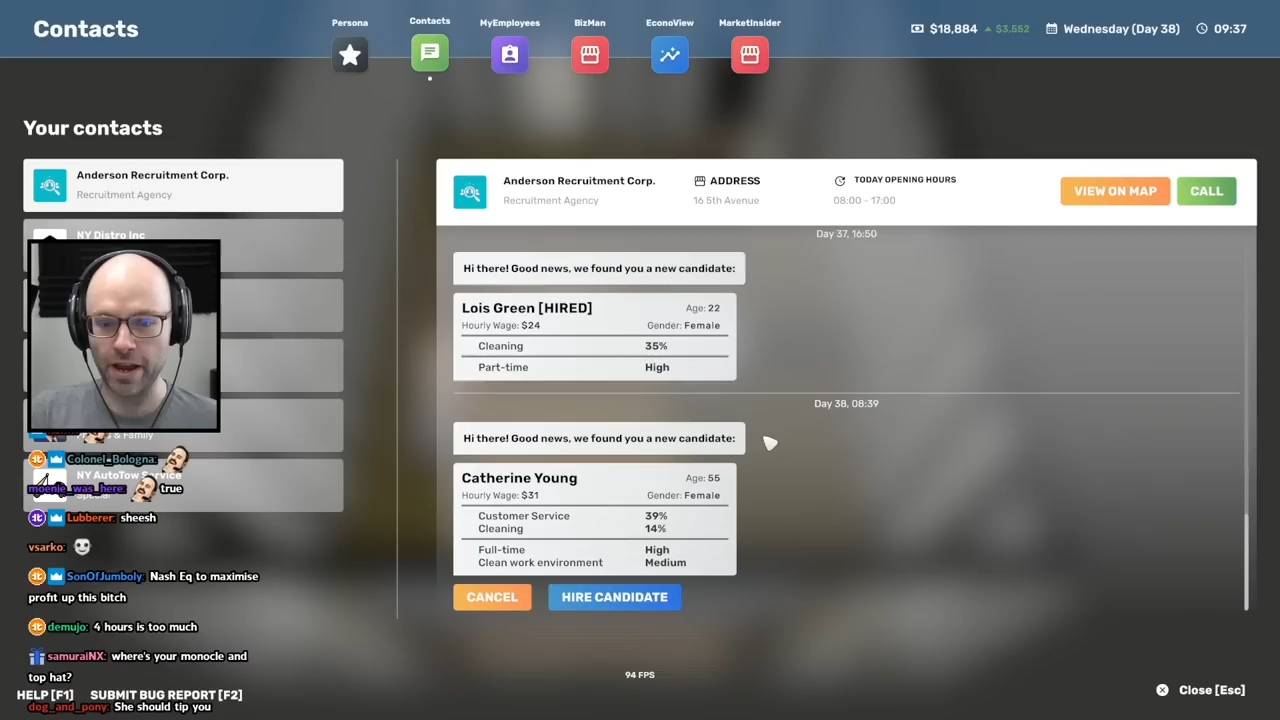 Contacts
Persona
Contacts
MyEmployees
BizMan
EconoView
MarketInsider
$18,884 $3,552
Wednesday (Day 38)
09:37
Your contacts
Anderson Recruitment Corp.
Recruitment Agency
NY Distro Inc
& Family
NY AutoTow Service
Special
Anderson Recruitment Corp.
Recruitment Agency
ADDRESS
16 5th Avenue
TODAY OPENING HOURS
08:00 - 17:00
VIEW ON MAP
CALL
Day 37, 16:50
Hi there! Good news, we found you a new candidate:
Lois Green [HIRED] Age: 22
Hourly Wage: $24 Gender: Female
Cleaning 35%
Part-time High
Day 38, 08:39
Hi there! Good news, we found you a new candidate:
Catherine Young Age: 55
Hourly Wage: $31 Gender: Female
Customer Service 39%
Cleaning 14%
Full-time High
Clean work environment Medium
CANCEL
HIRE CANDIDATE
Colonel_Bologna:
moenie_was_here: true
Lubberer: sheesh
vsarko:
SonOfJumboly: Nash Eq to maximise
profit up this bitch
demujo: 4 hours is too much
samuraiNX: where's your monocle and
top hat?
dog_and_pony: She should tip you
HELP [F1]
SUBMIT BUG REPORT [F2]
94 FPS
Close [Esc]